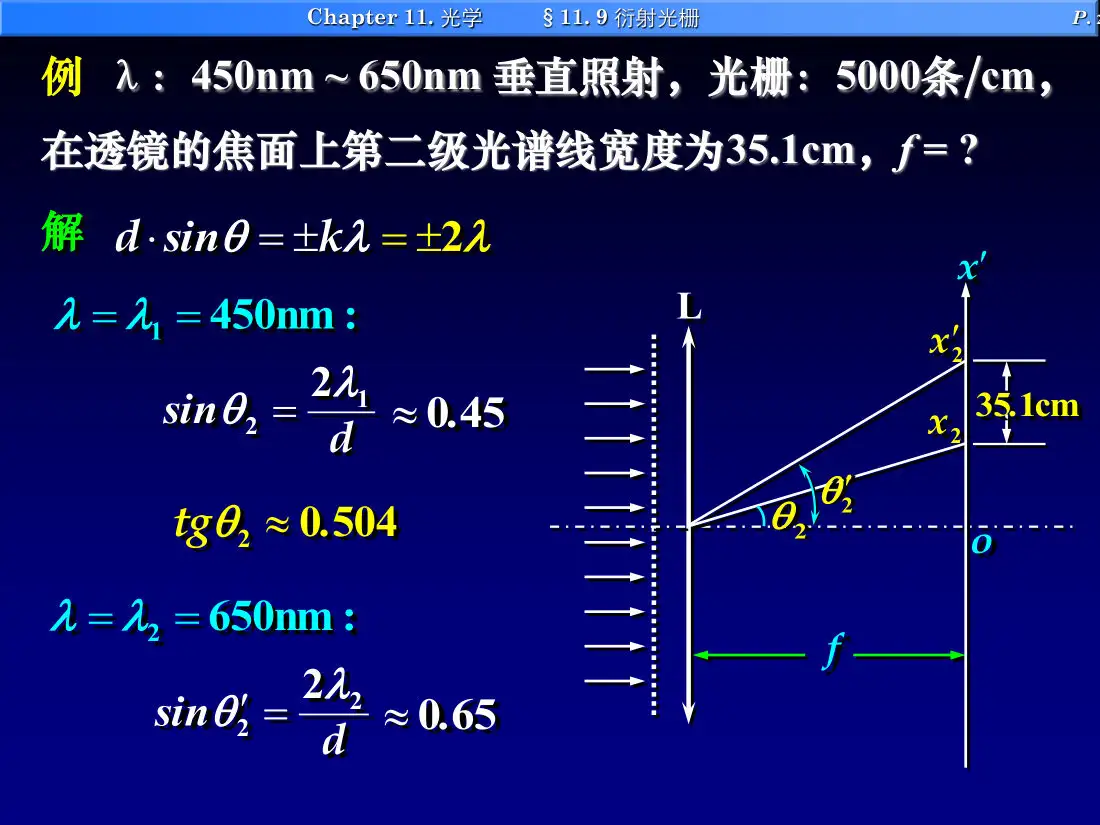 Chapter 11. 光学 §11. 9 衍射光栅 P.
例 λ：450nm ~ 650nm 垂直照射，光栅：5000条/cm，
在透镜的焦面上第二级光谱线宽度为35.1cm，f = ?
解 d · sinθ = ±kλ = ±2λ
λ = λ₁ = 450nm :
sinθ₂ = 2λ₁/d ≈ 0.45
tgθ₂ ≈ 0.504
λ = λ₂ = 650nm :
sinθ′₂ = 2λ₂/d ≈ 0.65
L
x′
x′₂
35.1cm
x₂
θ′₂
θ₂
o
f